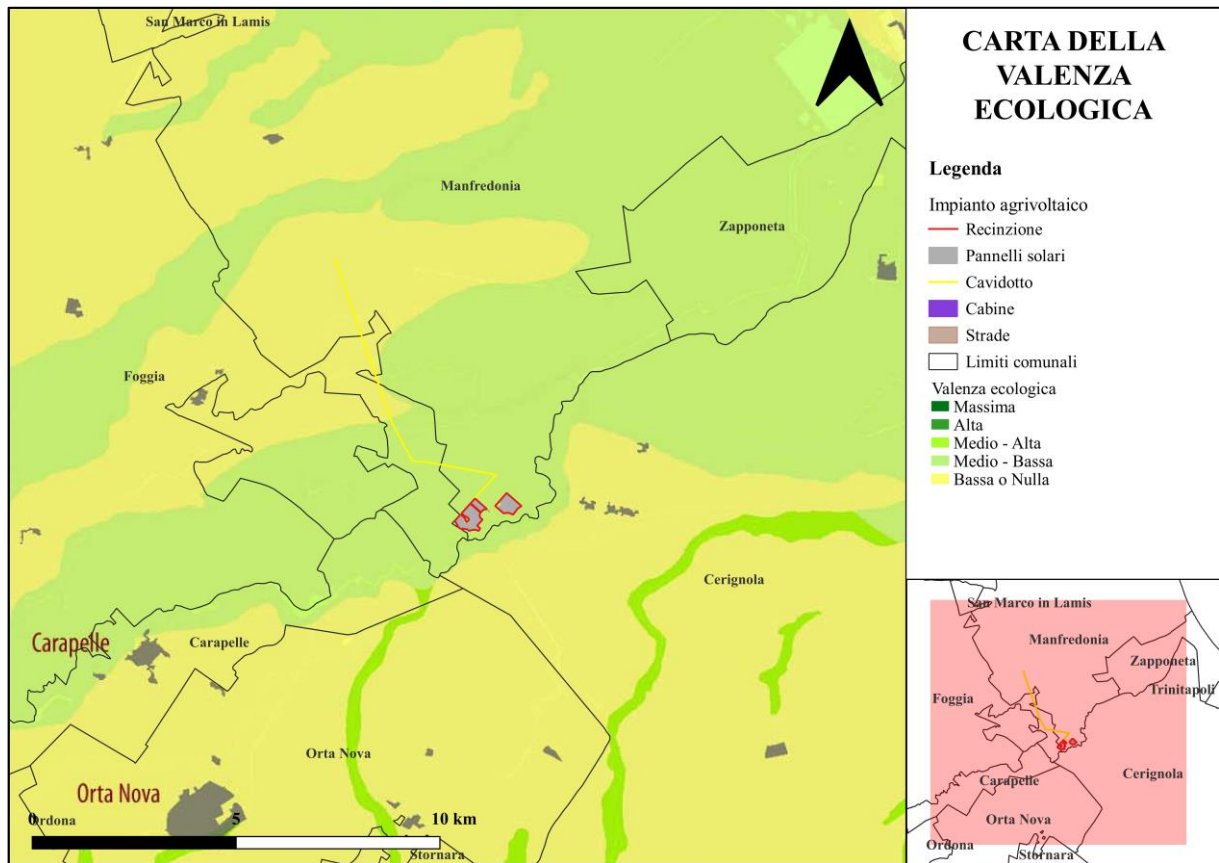 San Marco in Lamis
Manfredonia
Zapponeta
Foggia
Cerignola
Carapelle
Carapelle
Orta Nova
Orta Nova
Ordona
Stornara
0 5 10 km
CARTA DELLA
VALENZA
ECOLOGICA
Legenda
Impianto agrivoltaico
Recinzione
Pannelli solari
Cavidotto
Cabine
Strade
Limiti comunali
Valenza ecologica
Massima
Alta
Medio - Alta
Medio - Bassa
Bassa o Nulla
San Marco in Lamis
Manfredonia
Zapponeta
Trinitapoli
Foggia
Cerignola
Carapelle
Orta Nova
Ordona
Stornara